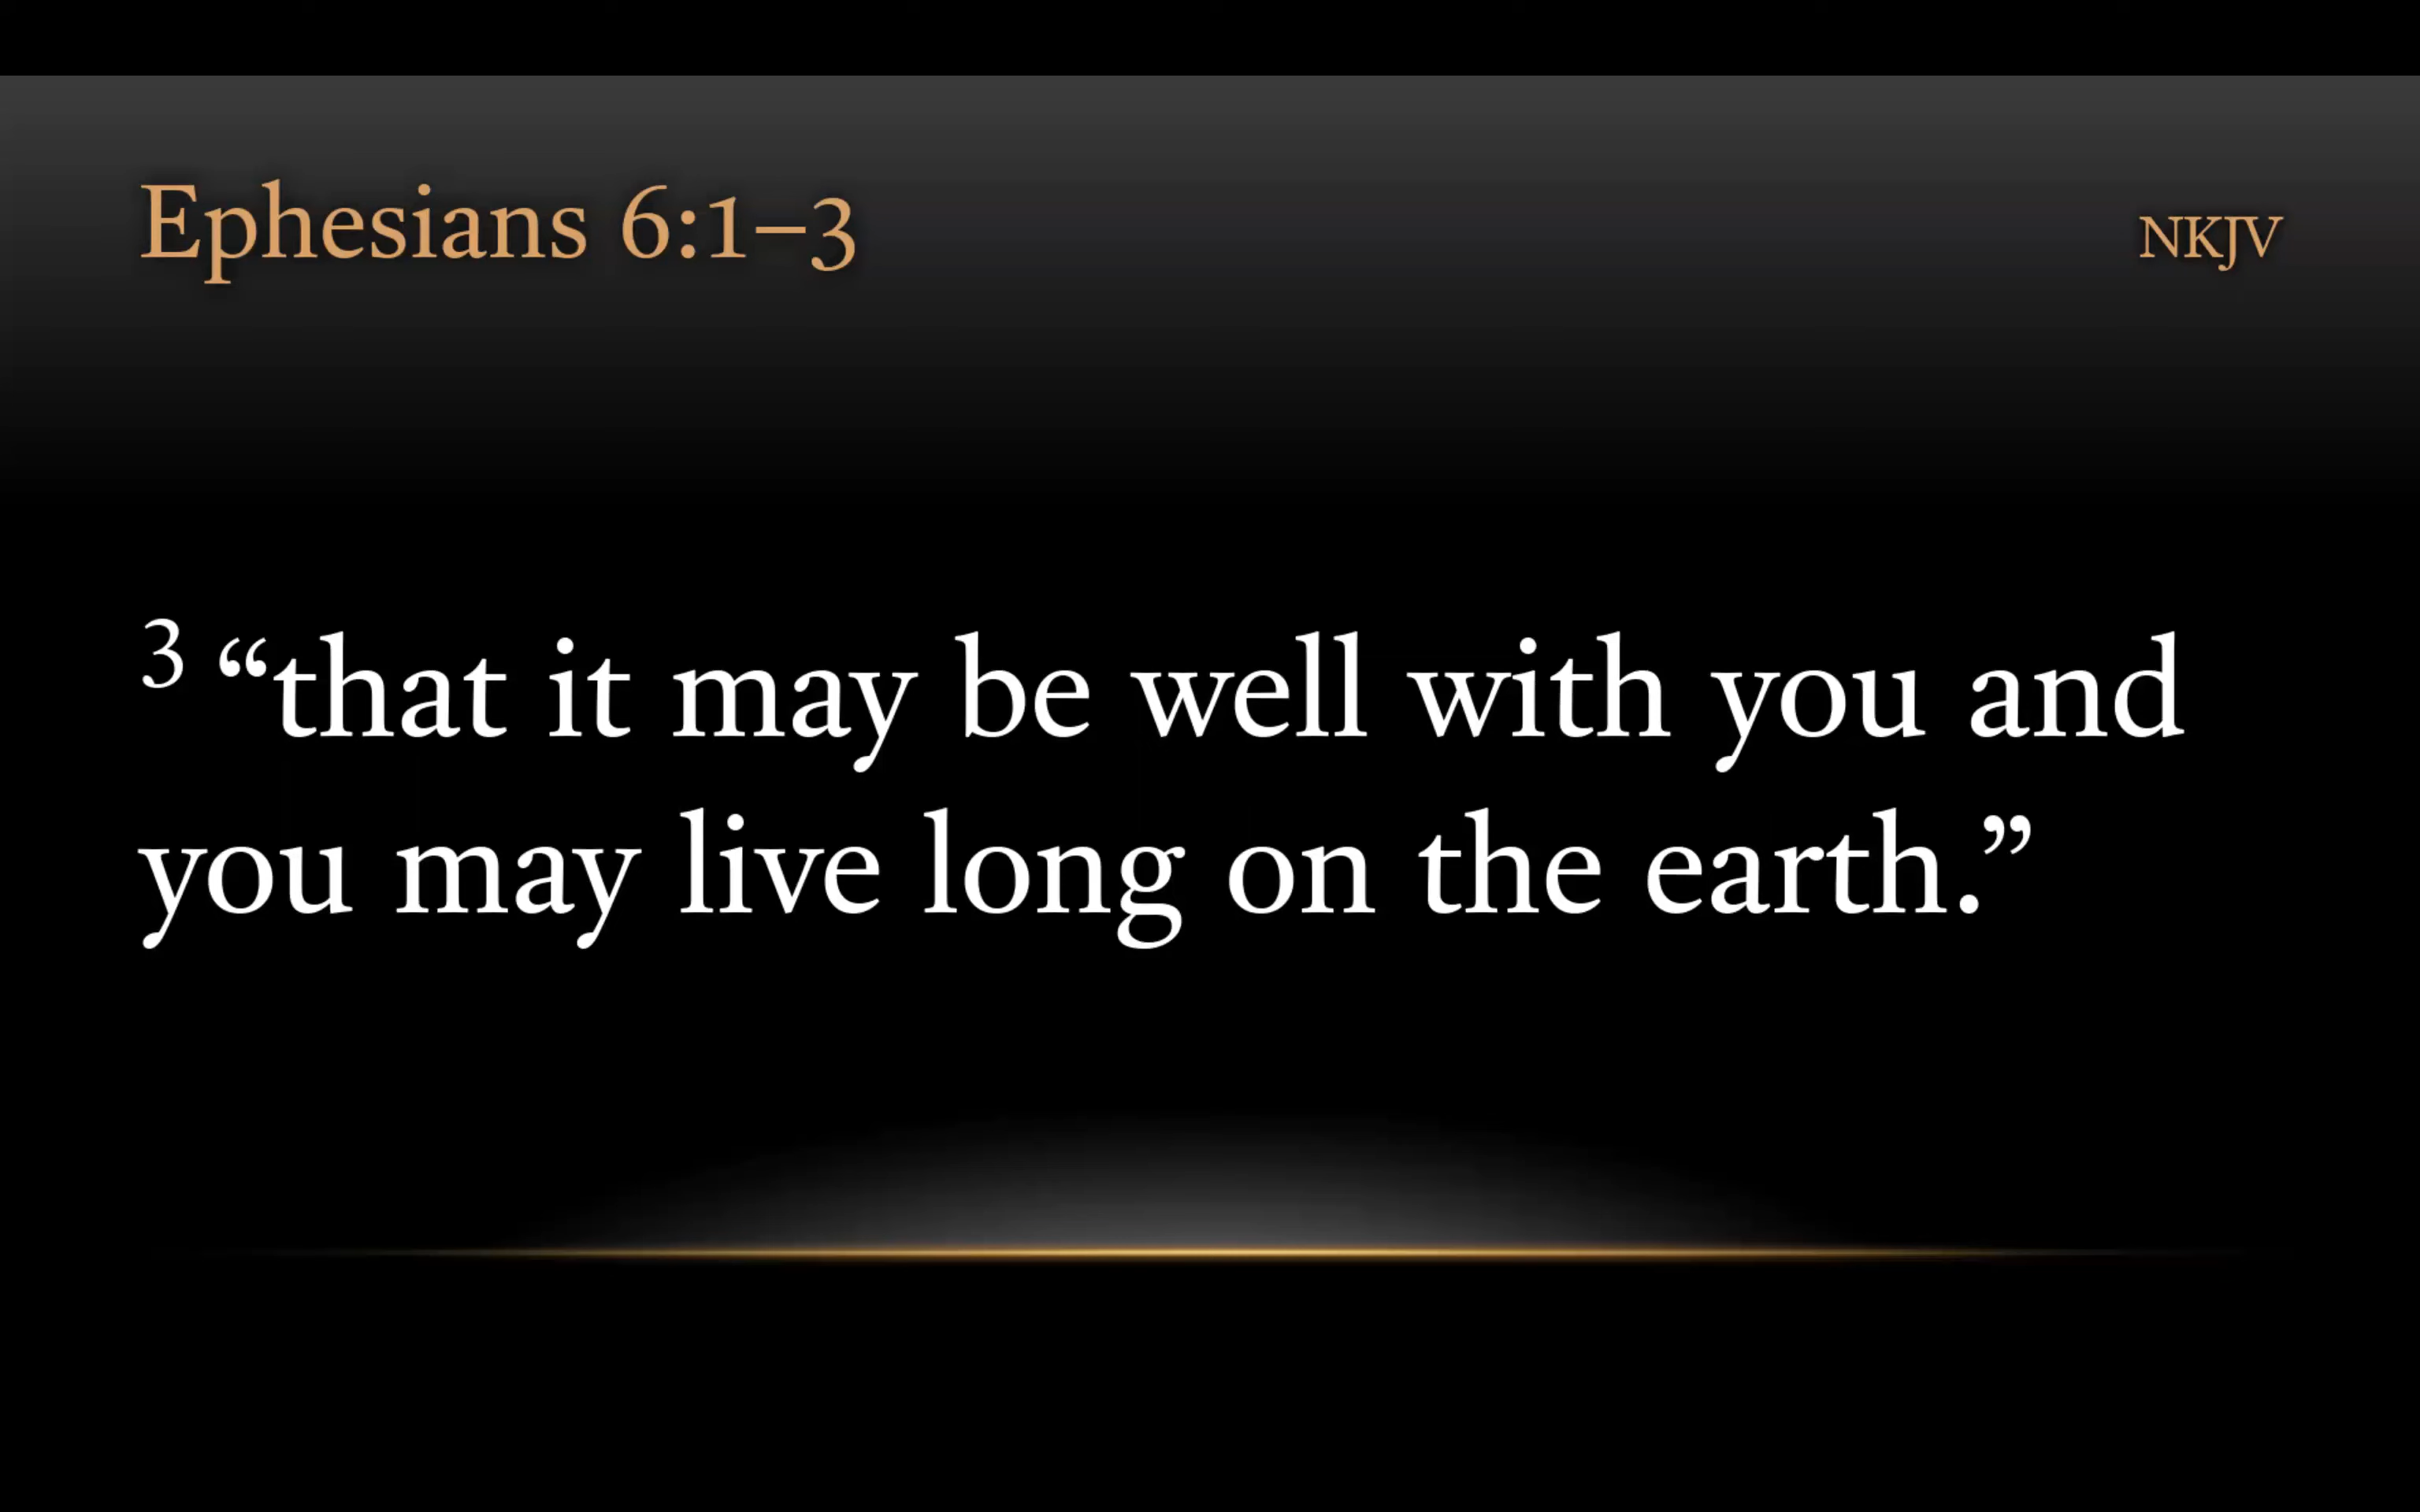 Ephesians 6:1–3
NKJV
3 “that it may be well with you and
you may live long on the earth.”